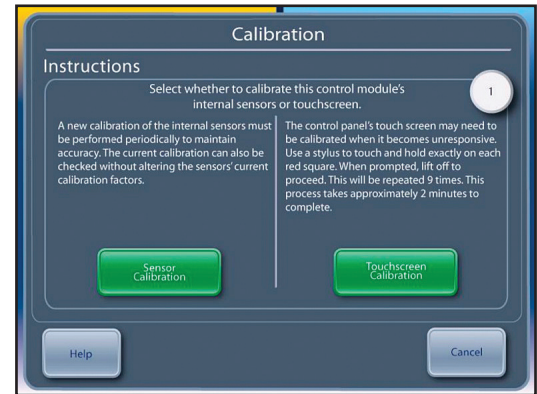 Calibration
Instructions
1
Select whether to calibrate this control module's
internal sensors or touchscreen.
A new calibration of the internal sensors must
be performed periodically to maintain
accuracy. The current calibration can also be
checked without altering the sensors' current
calibration factors.
The control panel's touch screen may need to
be calibrated when it becomes unresponsive.
Use a stylus to touch and hold exactly on each
red square. When prompted, lift off to
proceed. This will be repeated 9 times. This
process takes approximately 2 minutes to
complete.
Sensor
Calibration
Touchscreen
Calibration
Help
Cancel